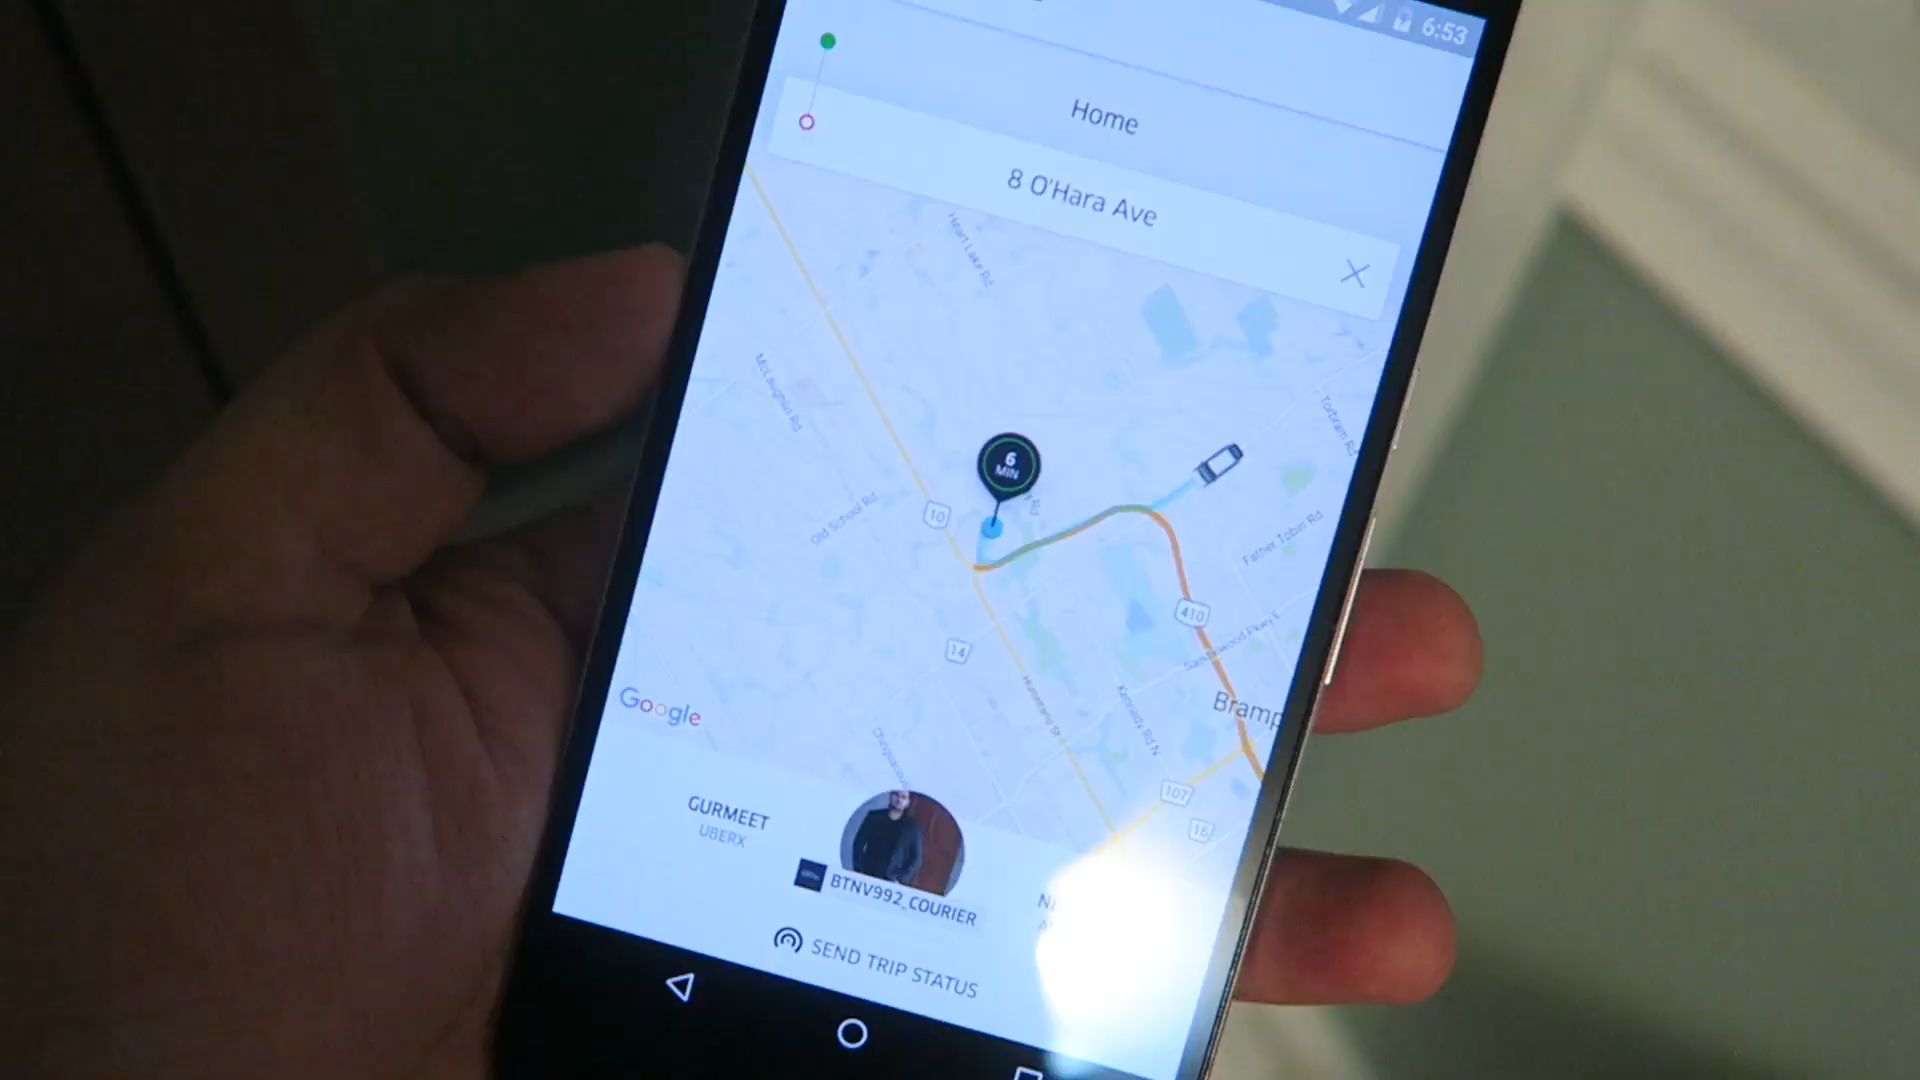 6:53
Home
8 O'Hara Ave
Heart Lake Rd
McLaughlin Rd
Torbram Rd
6
MIN
Old School Rd
10
Father Tobin Rd
410
Sandalwood Pkwy E
14
Hurontario St
Kennedy Rd N
Bramp
Google
107
16
GURMEET
UBERX
BTNV992_COURIER
SEND TRIP STATUS